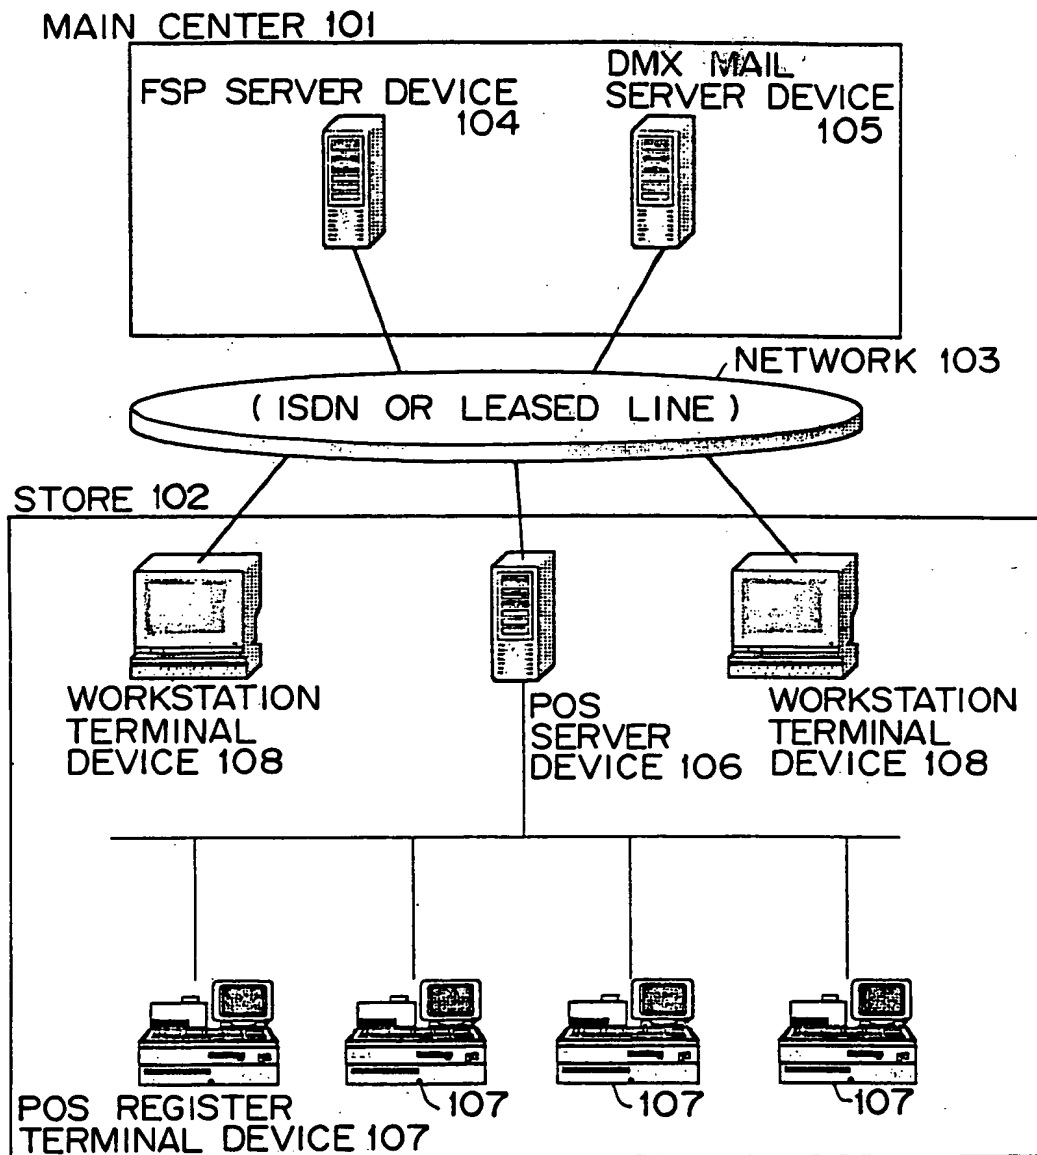 MAIN CENTER 101
FSP SERVER DEVICE
104
DMX MAIL
SERVER DEVICE
105
NETWORK 103
( ISDN OR LEASED LINE )
STORE 102
WORKSTATION
TERMINAL
DEVICE 108
POS
SERVER
DEVICE 106
WORKSTATION
TERMINAL
DEVICE 108
POS REGISTER
TERMINAL DEVICE 107
107
107
107